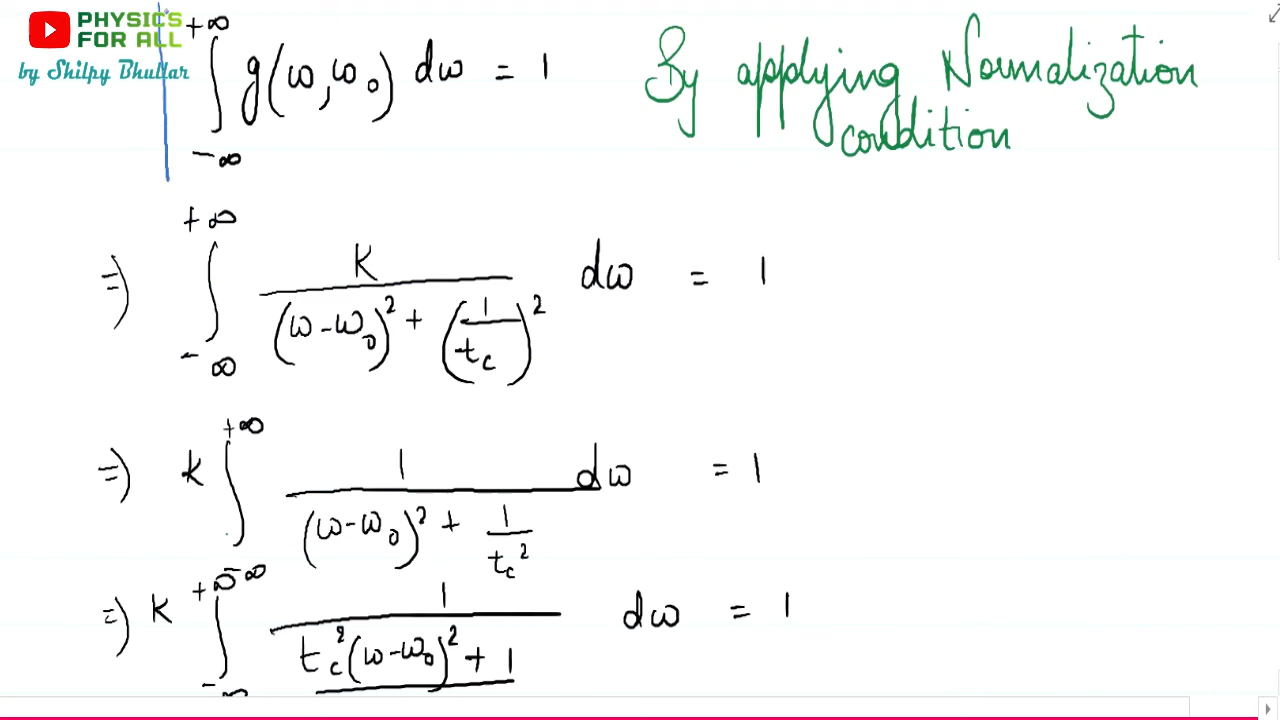 PHYSICS
FOR ALL
by Shilpy Bhullar
∫_{-∞}^{+∞} g(ω, ω₀) dω = 1
By applying Normalization
condition
⇒ ∫_{-∞}^{+∞} K / ((ω-ω₀)² + (1/t_c)²) dω = 1
⇒ K ∫_{-∞}^{+∞} 1 / ((ω-ω₀)² + 1/t_c²) dω = 1
⇒ K ∫_{-∞}^{+∞} 1 / (t_c²(ω-ω₀)² + 1) dω = 1